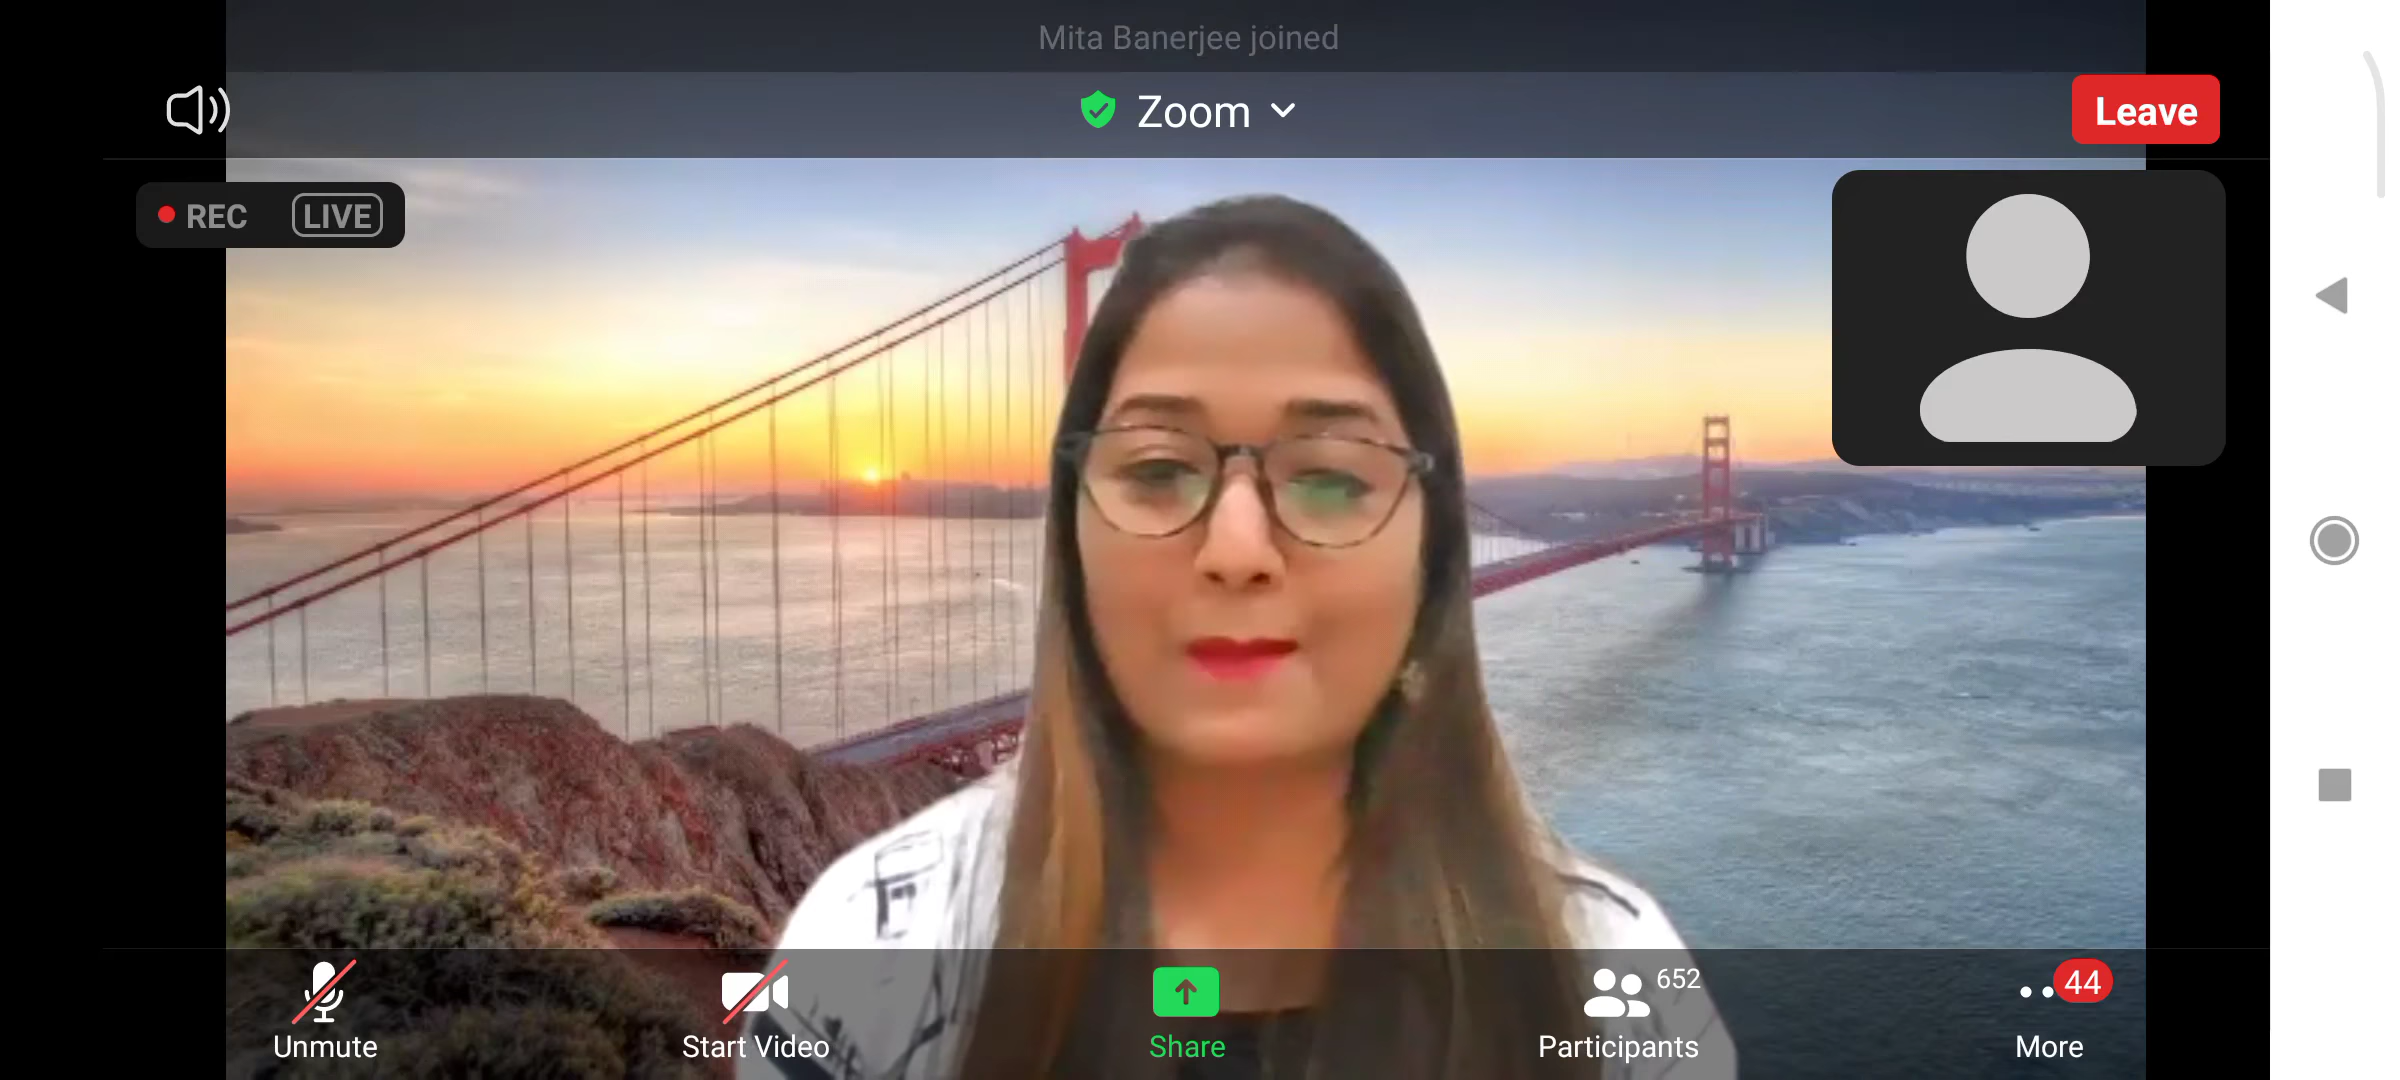 Mita Banerjee joined
Zoom
Leave
REC LIVE
652
44
Unmute
Start Video
Share
Participants
More